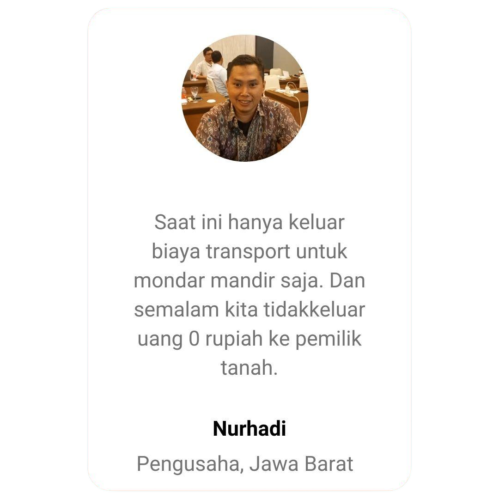 Saat ini hanya keluar
biaya transport untuk
mondar mandir saja. Dan
semalam kita tidakkeluar
uang 0 rupiah ke pemilik
tanah.
Nurhadi
Pengusaha, Jawa Barat